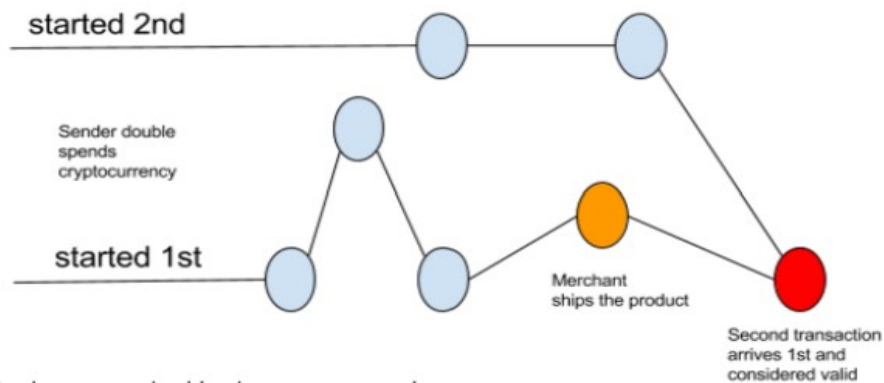 started 2nd
Sender double
spends
cryptocurrency
started 1st
Merchant
ships the product
Second transaction
arrives 1st and
considered valid